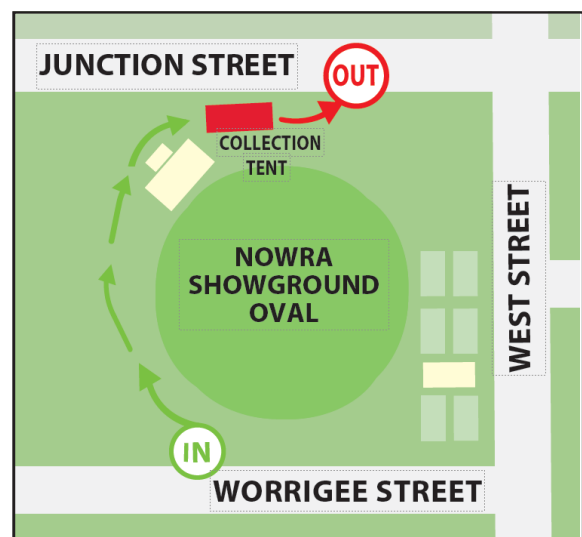 JUNCTION STREET
OUT
COLLECTION
TENT
NOWRA
SHOWGROUND
OVAL
WEST STREET
IN
WORRIGEE STREET